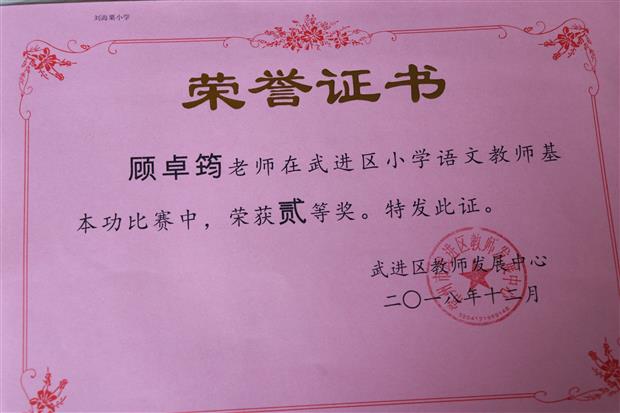 刘海粟小学
荣誉证书
顾卓筠老师在武进区小学语文教师基
本功比赛中，荣获贰等奖。特发此证。
武进区教师发展中心
二〇一八年十二月